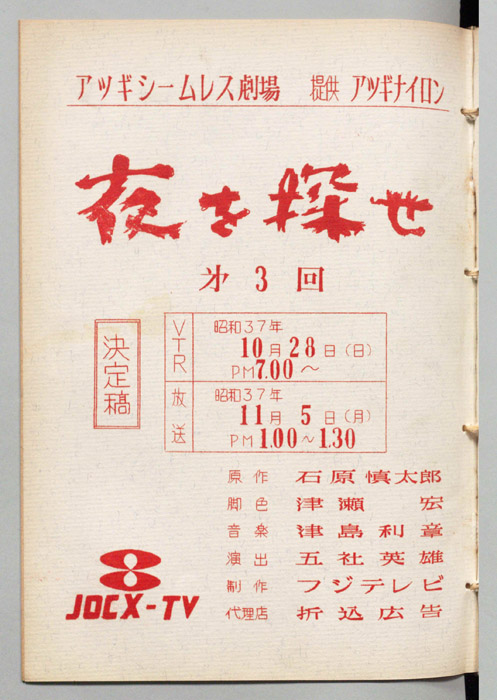 アツギシームレス劇場　提供 アツギナイロン
夜を探せ
第3回
決定稿
VTR
昭和37年
10月28日(日)
PM7.00～
放送
昭和37年
11月5日(月)
PM1.00～1.30
原作 石原慎太郎
脚色 津瀬宏
音楽 津島利章
演出 五社英雄
制作 フジテレビ
代理店 折込広告
JOCX-TV